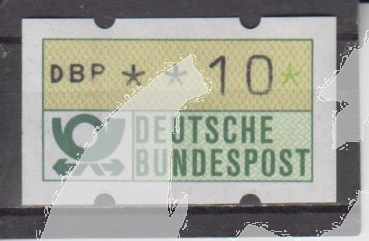 DBP * * 10 *
DEUTSCHE
BUNDESPOST